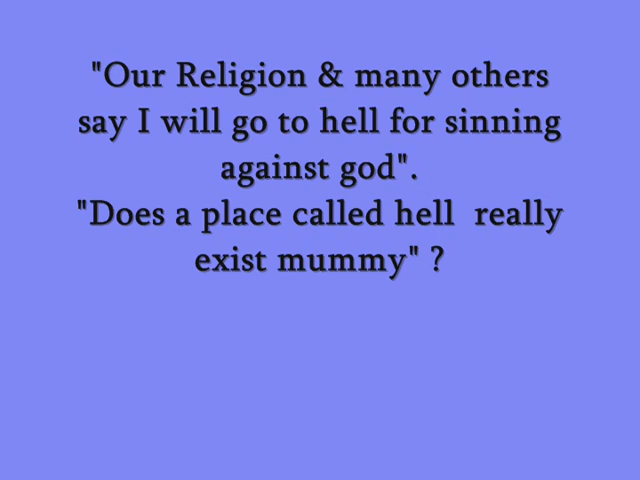 "Our Religion & many others
say I will go to hell for sinning
against god".
"Does a place called hell  really
exist mummy" ?